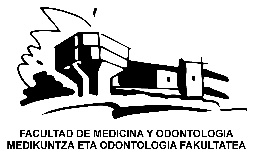 FACULTAD DE MEDICINA Y ODONTOLOGIA
MEDIKUNTZA ETA ODONTOLOGIA FAKULTATEA